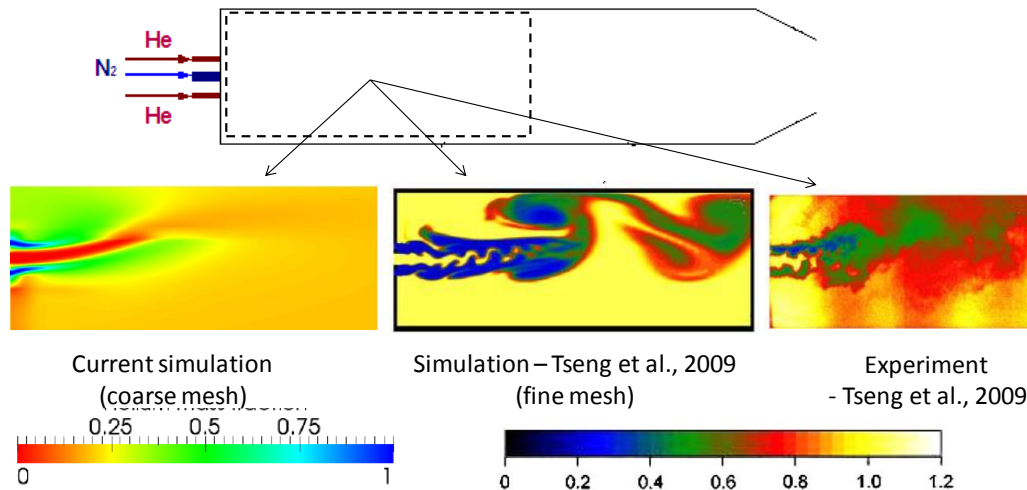 He
N₂
He
Current simulation
(coarse mesh)
Simulation – Tseng et al., 2009
(fine mesh)
Experiment
- Tseng et al., 2009
0.25 0.5 0.75
0 1
0 0.2 0.4 0.6 0.8 1.0 1.2